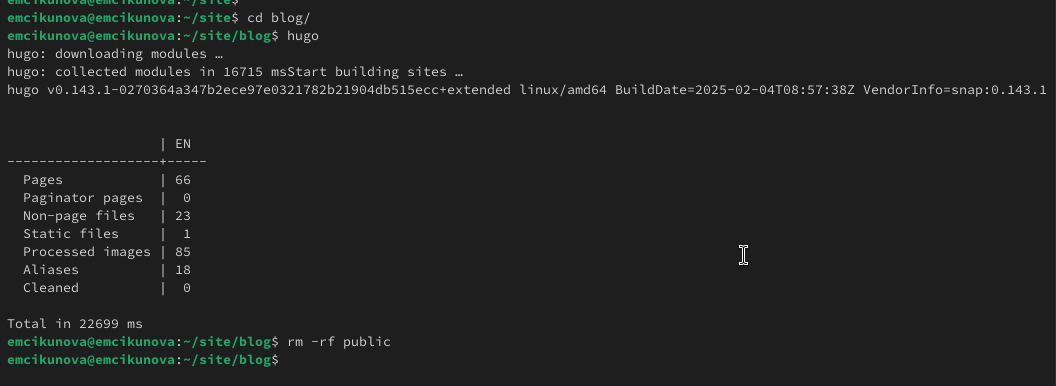 emcikunova@emcikunova:~/site$ cd blog/
emcikunova@emcikunova:~/site/blog$ hugo
hugo: downloading modules …
hugo: collected modules in 16715 msStart building sites …
hugo v0.143.1-0270364a347b2ece97e0321782b21904db515ecc+extended linux/amd64 BuildDate=2025-02-04T08:57:38Z VendorInfo=snap:0.143.1
                   | EN
-------------------+-----
  Pages            | 66
  Paginator pages  |  0
  Non-page files   | 23
  Static files     |  1
  Processed images | 85
  Aliases          | 18
  Cleaned          |  0
Total in 22699 ms
emcikunova@emcikunova:~/site/blog$ rm -rf public
emcikunova@emcikunova:~/site/blog$